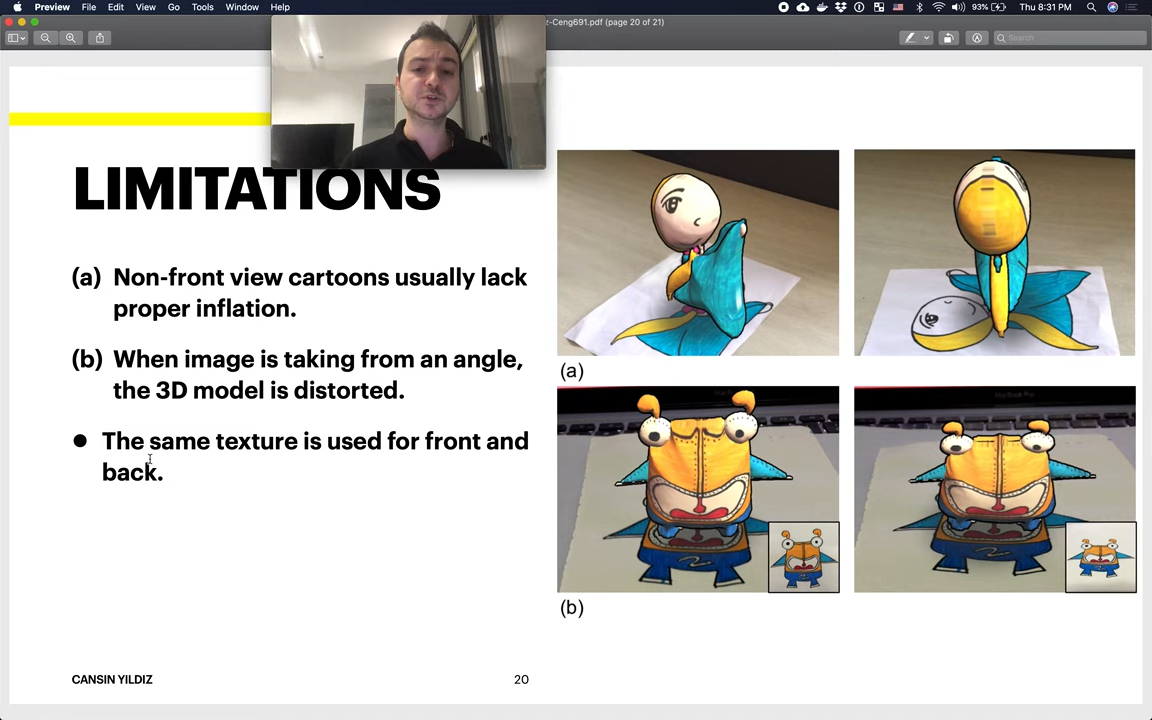 Preview File Edit View Go Tools Window Help 93% Thu 8:31 PM
z-Ceng691.pdf (page 20 of 21)
Search
LIMITATIONS
(a) Non-front view cartoons usually lack
proper inflation.
(b) When image is taking from an angle,
the 3D model is distorted.
● The same texture is used for front and
back.
(a)
(b)
CANSIN YILDIZ
20